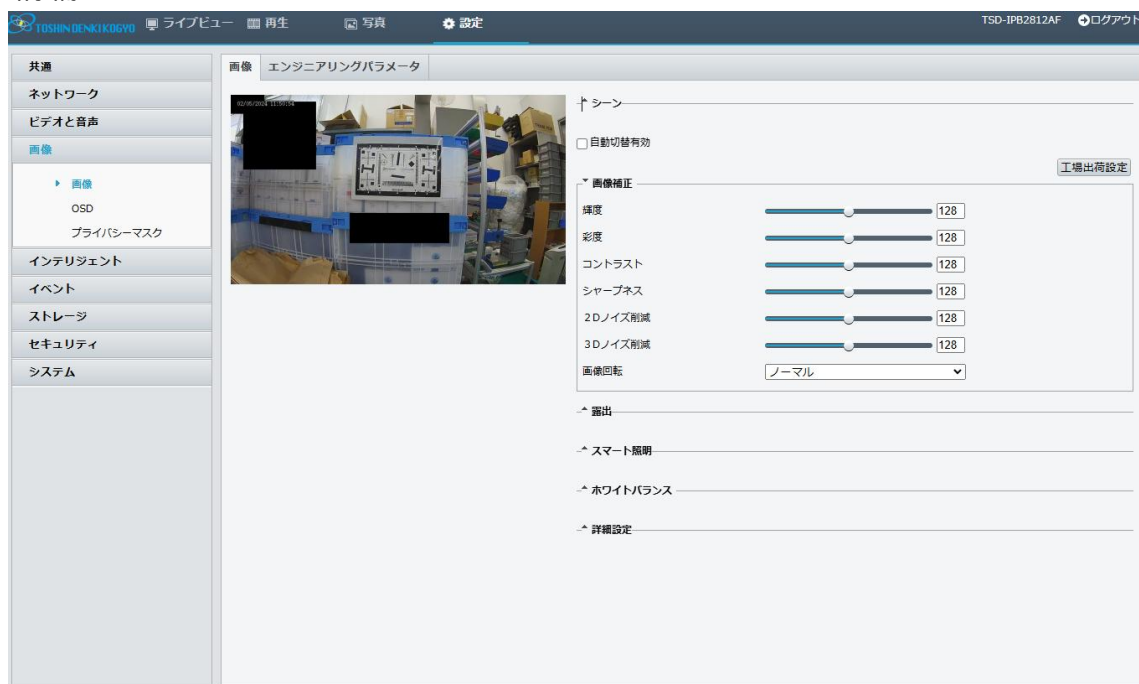 TOSHIN DENKI KOGYO ライブビュー 再生 写真 設定 TSD-IPB2812AF ログアウト
共通
ネットワーク
ビデオと音声
画像
画像
OSD
プライバシーマスク
インテリジェント
イベント
ストレージ
セキュリティ
システム
画像 エンジニアリングパラメータ
02/05/2024 11:50:54
シーン
自動切替有効
工場出荷設定
画像補正
輝度 128
彩度 128
コントラスト 128
シャープネス 128
2Dノイズ削減 128
3Dノイズ削減 128
画像回転 ノーマル
露出
スマート照明
ホワイトバランス
詳細設定